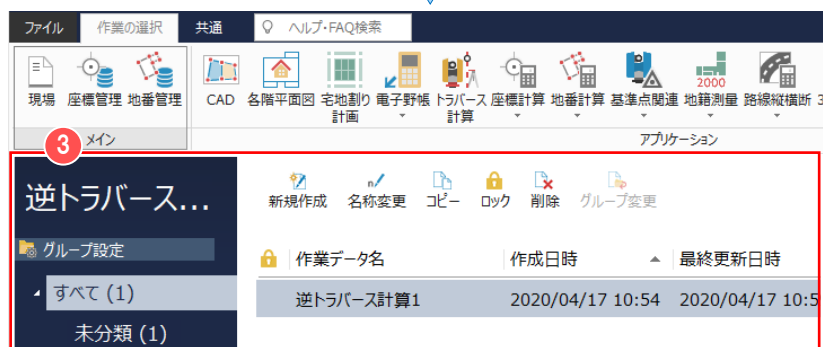 ファイル 作業の選択 共通 ヘルプ・FAQ検索
現場 座標管理 地番管理 CAD 各階平面図 宅地割り 電子野帳 トラバース 座標計算 地番計算 基準点関連 地籍測量 路線縦横断 3
計画 計算
2000
メイン アプリケーション
3
逆トラバース...
新規作成 名称変更 コピー ロック 削除 グループ変更
グループ設定
作業データ名 作成日時 最終更新日時
すべて (1)
逆トラバース計算1 2020/04/17 10:54 2020/04/17 10:5
未分類 (1)